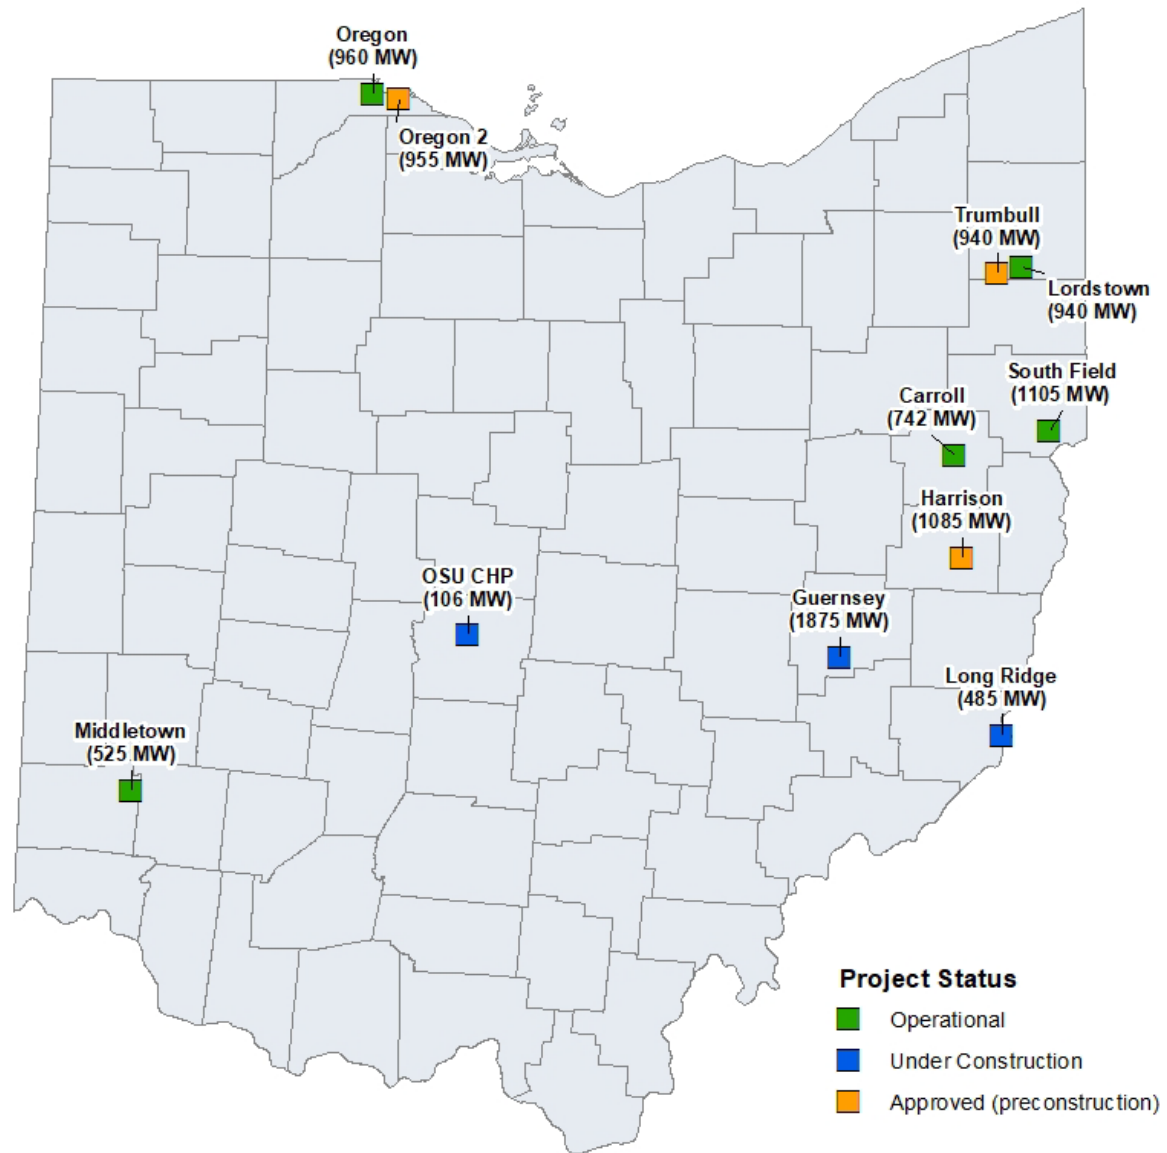 Oregon
(960 MW)
Oregon 2
(955 MW)
Trumbull
(940 MW)
Lordstown
(940 MW)
South Field
(1105 MW)
Carroll
(742 MW)
Harrison
(1085 MW)
OSU CHP
(106 MW)
Guernsey
(1875 MW)
Long Ridge
(485 MW)
Middletown
(525 MW)
Project Status
Operational
Under Construction
Approved (preconstruction)